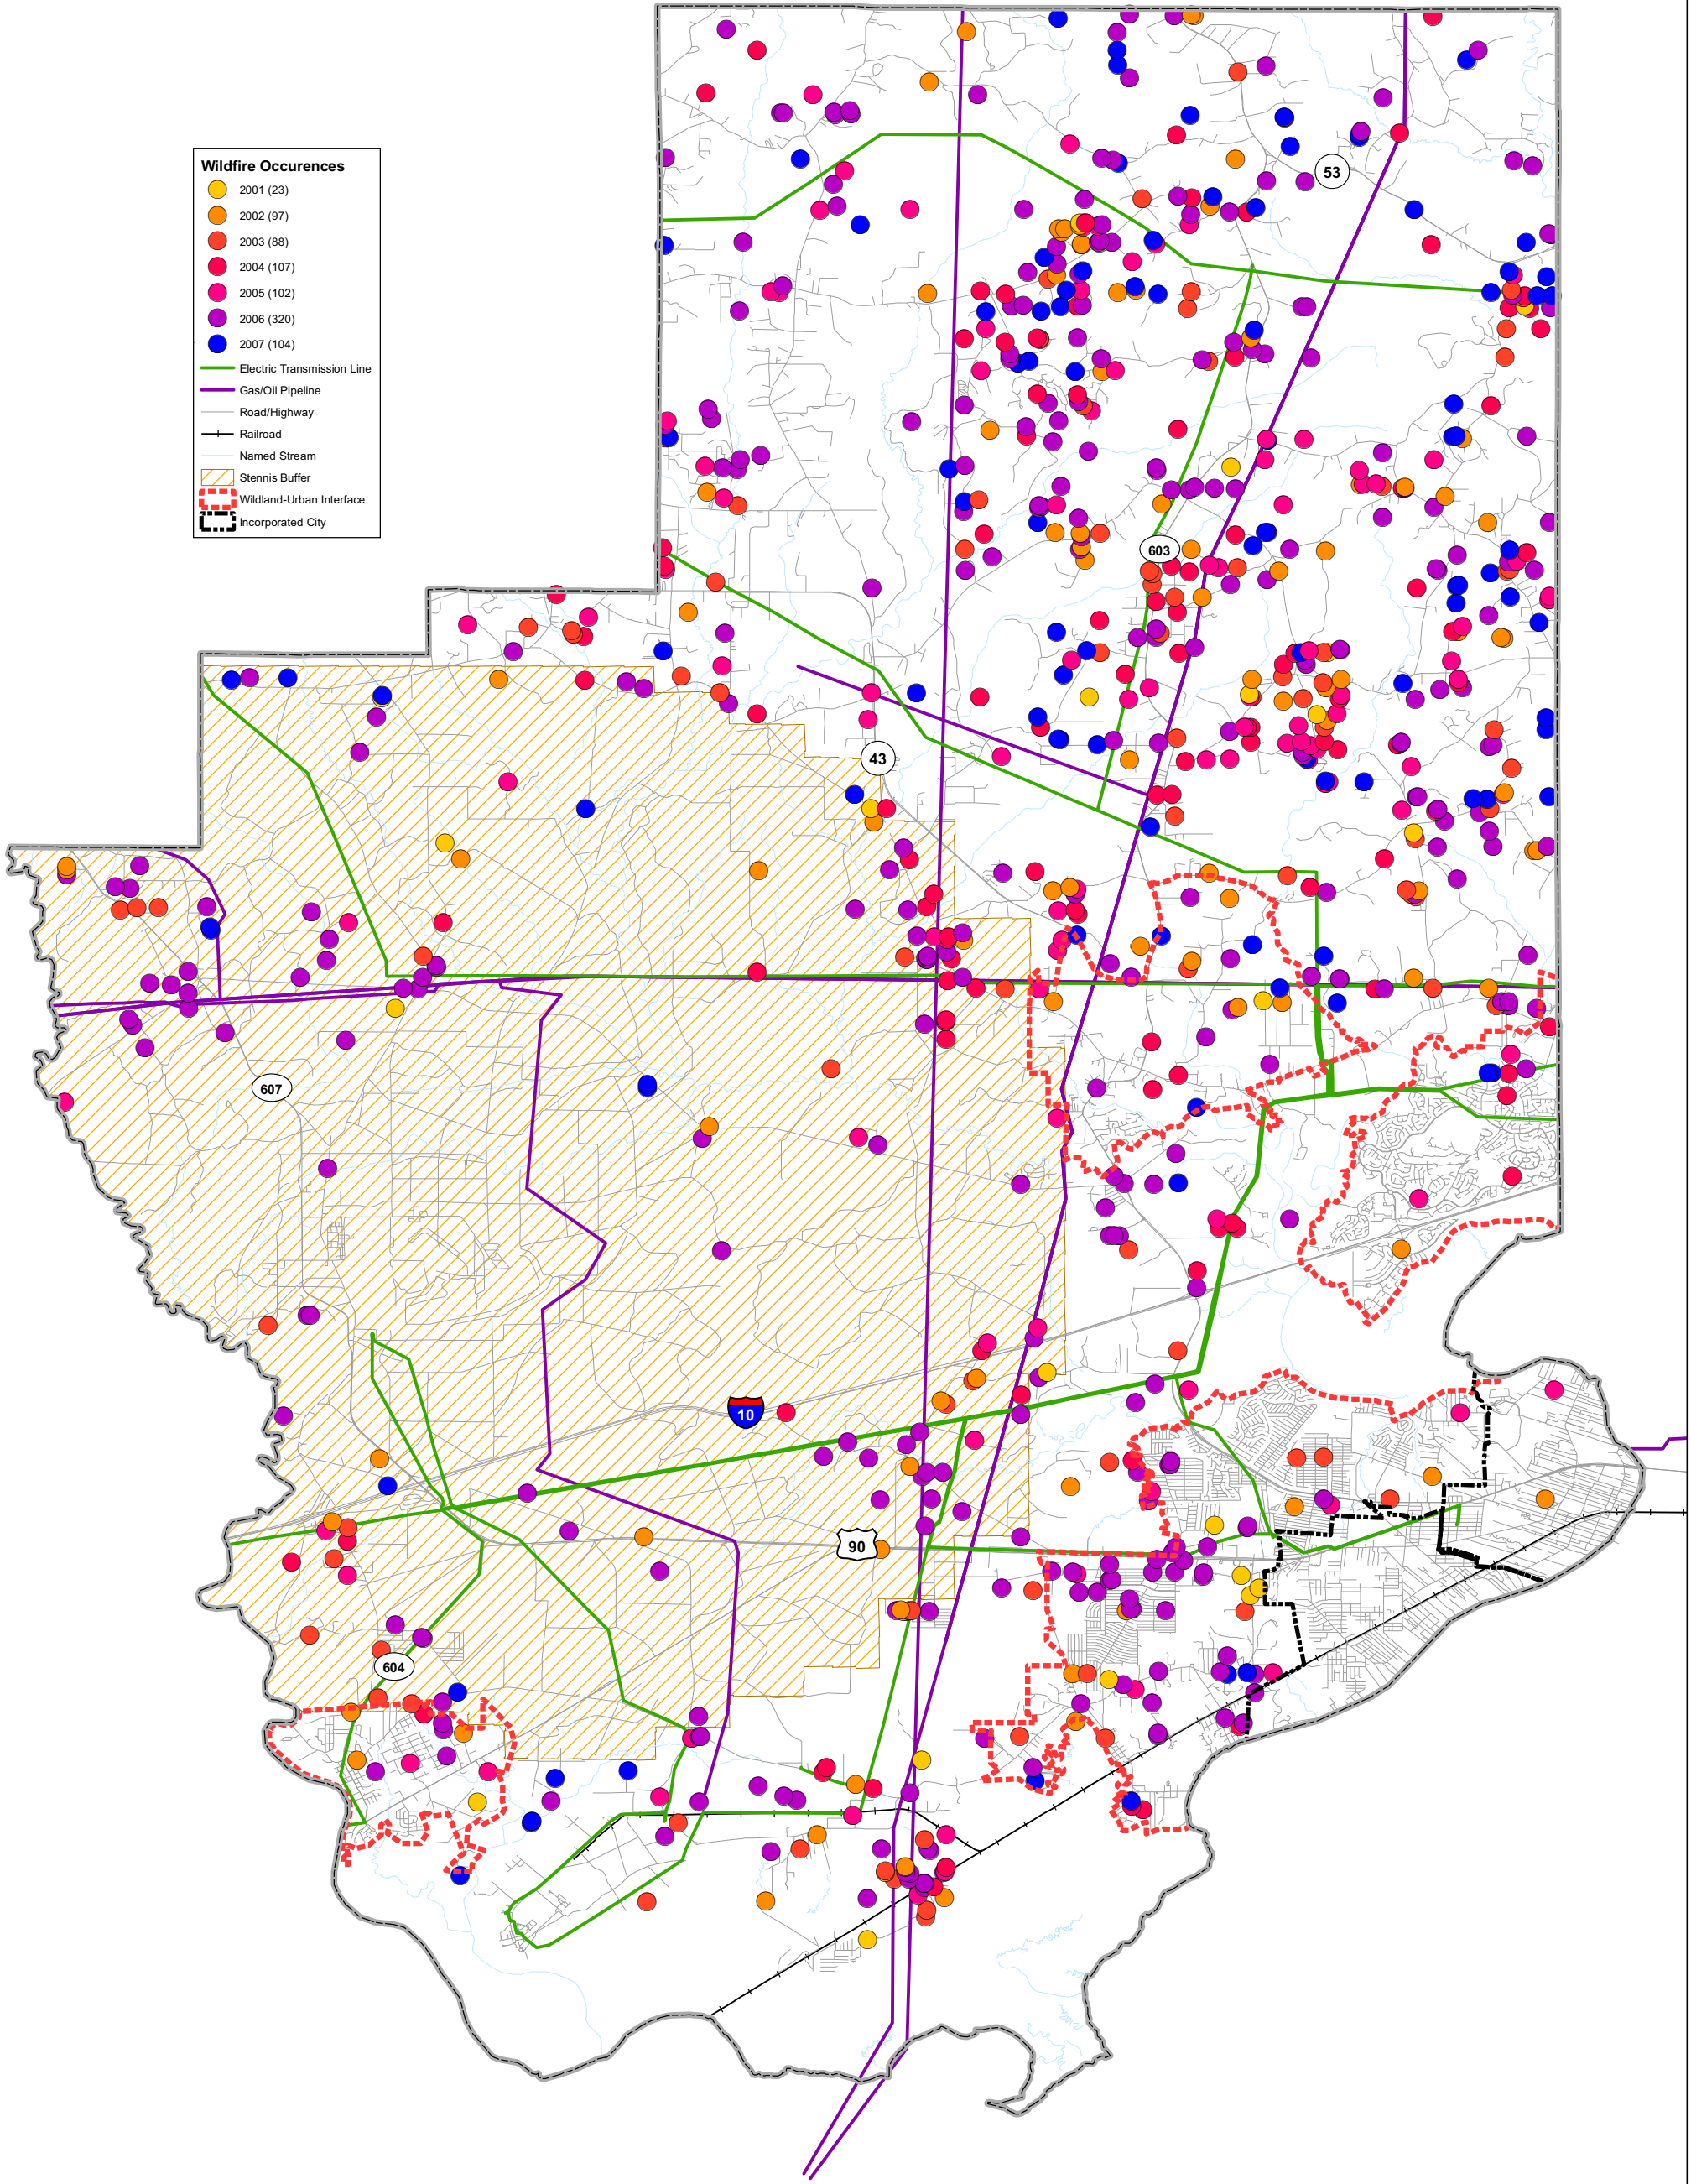 Wildfire Occurences
2001 (23)
2002 (97)
2003 (88)
2004 (107)
2005 (102)
2006 (320)
2007 (104)
Electric Transmission Line
Gas/Oil Pipeline
Road/Highway
Railroad
Named Stream
Stennis Buffer
Wildland-Urban Interface
Incorporated City
53
603
43
607
10
90
604